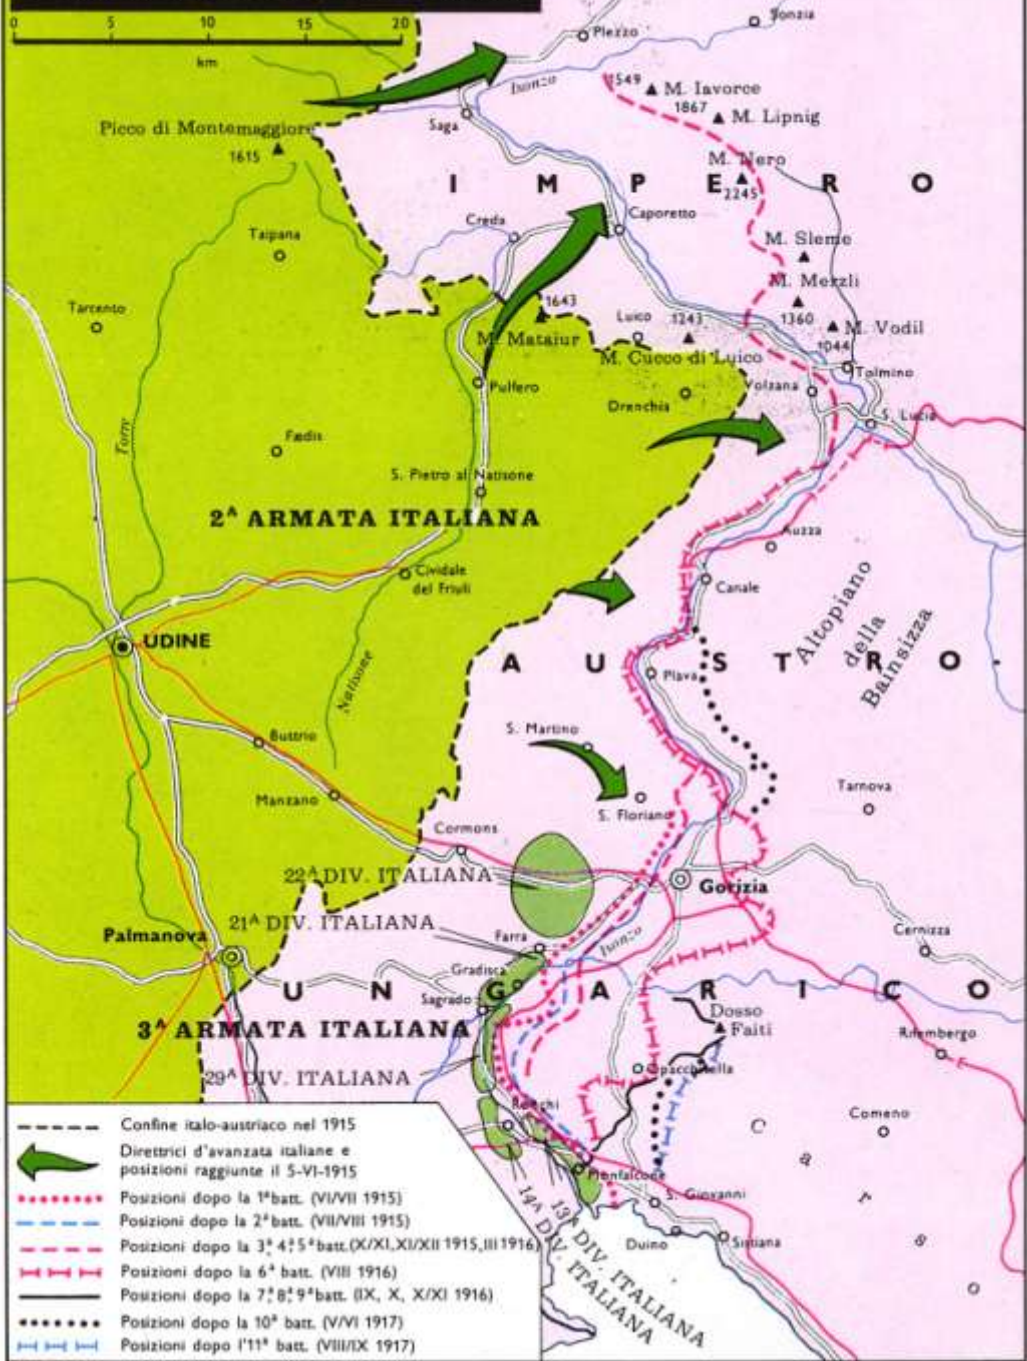 0 5 10 15 20
km
Plezzo
Sonzia
Isonzo
1549
M. Iavorce
1867
M. Lipnig
Saga
Picco di Montemaggiore
1615
M. Nero
2245
I M P E R O
Creda
Caporetto
Taipana
M. Sleme
M. Merzli
1360
Tarcento
1643
M. Mataiur
Luico
1243
M. Cucco di Luico
M. Vodil
1044
Tolmino
Pulfero
Drenchia
Volzana
S. Lucia
Torre
Fædis
S. Pietro al Natisone
2ᴬ ARMATA ITALIANA
Auzza
Cividale
del Friuli
Canale
Altopiano
della
Bainsizza
UDINE
A U S T R O -
Natisone
Plava
S. Martino
Buttrio
Tarnova
Manzano
S. Floriano
Cormons
22ᴬ DIV. ITALIANA
Gorizia
21ᴬ DIV. ITALIANA
Palmanova
Farra
Isonzo
Cernizza
Gradisca
U N G A R I C O
Sagrado
3ᴬ ARMATA ITALIANA
Dosso
Faiti
Rifembergo
29ᴬ DIV. ITALIANA
Opacchiasella
Ronchi
Comeno
C a r s o
Monfalcone
S. Giovanni
Duino
Sistiana
14ᴬ DIV. ITALIANA
13ᴬ DIV. ITALIANA
Confine italo-austriaco nel 1915
Direttrici d'avanzata italiane e
posizioni raggiunte il 5-VI-1915
Posizioni dopo la 1ᵃ batt. (VI/VII 1915)
Posizioni dopo la 2ᵃ batt. (VII/VIII 1915)
Posizioni dopo la 3ᵃ, 4ᵃ, 5ᵃ batt. (X/XI, XI/XII 1915, III 1916)
Posizioni dopo la 6ᵃ batt. (VIII 1916)
Posizioni dopo la 7ᵃ, 8ᵃ, 9ᵃ batt. (IX, X, X/XI 1916)
Posizioni dopo la 10ᵃ batt. (V/VI 1917)
Posizioni dopo l'11ᵃ batt. (VIII/IX 1917)